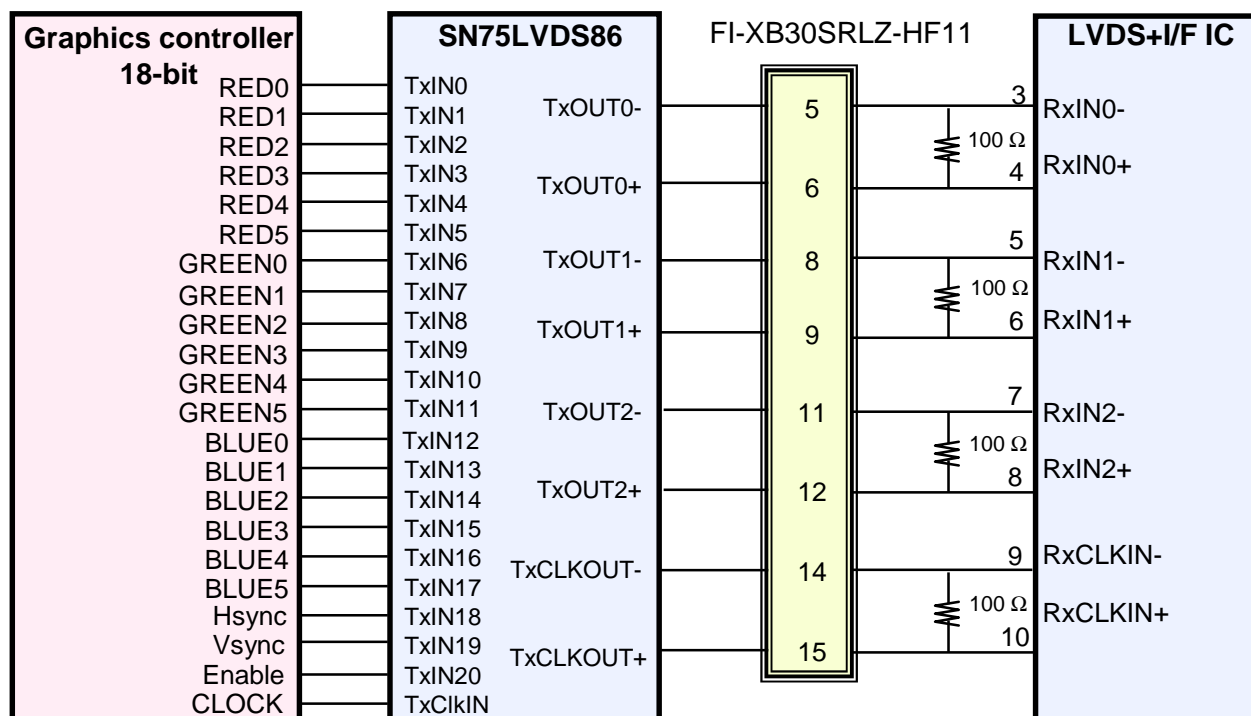 Graphics controller
18-bit
RED0
RED1
RED2
RED3
RED4
RED5
GREEN0
GREEN1
GREEN2
GREEN3
GREEN4
GREEN5
BLUE0
BLUE1
BLUE2
BLUE3
BLUE4
BLUE5
Hsync
Vsync
Enable
CLOCK
SN75LVDS86
TxIN0
TxIN1
TxIN2
TxIN3
TxIN4
TxIN5
TxIN6
TxIN7
TxIN8
TxIN9
TxIN10
TxIN11
TxIN12
TxIN13
TxIN14
TxIN15
TxIN16
TxIN17
TxIN18
TxIN19
TxIN20
TxClkIN
TxOUT0-
TxOUT0+
TxOUT1-
TxOUT1+
TxOUT2-
TxOUT2+
TxCLKOUT-
TxCLKOUT+
FI-XB30SRLZ-HF11
5
6
8
9
11
12
14
15
3
100 Ω
4
5
100 Ω
6
7
100 Ω
8
9
100 Ω
10
LVDS+I/F IC
RxIN0-
RxIN0+
RxIN1-
RxIN1+
RxIN2-
RxIN2+
RxCLKIN-
RxCLKIN+